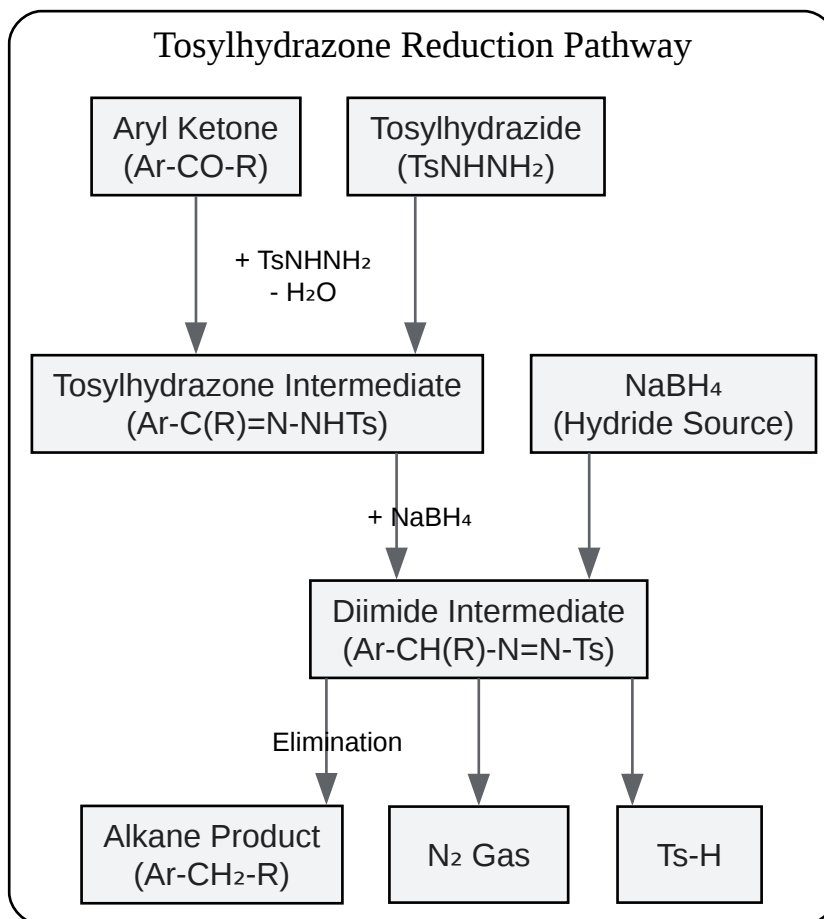 Tosylhydrazone Reduction Pathway
Aryl Ketone
(Ar-CO-R)
Tosylhydrazide
(TsNHNH₂)
+ TsNHNH₂
- H₂O
Tosylhydrazone Intermediate
(Ar-C(R)=N-NHTs)
NaBH₄
(Hydride Source)
+ NaBH₄
Diimide Intermediate
(Ar-CH(R)-N=N-Ts)
Elimination
Alkane Product
(Ar-CH₂-R)
N₂ Gas
Ts-H